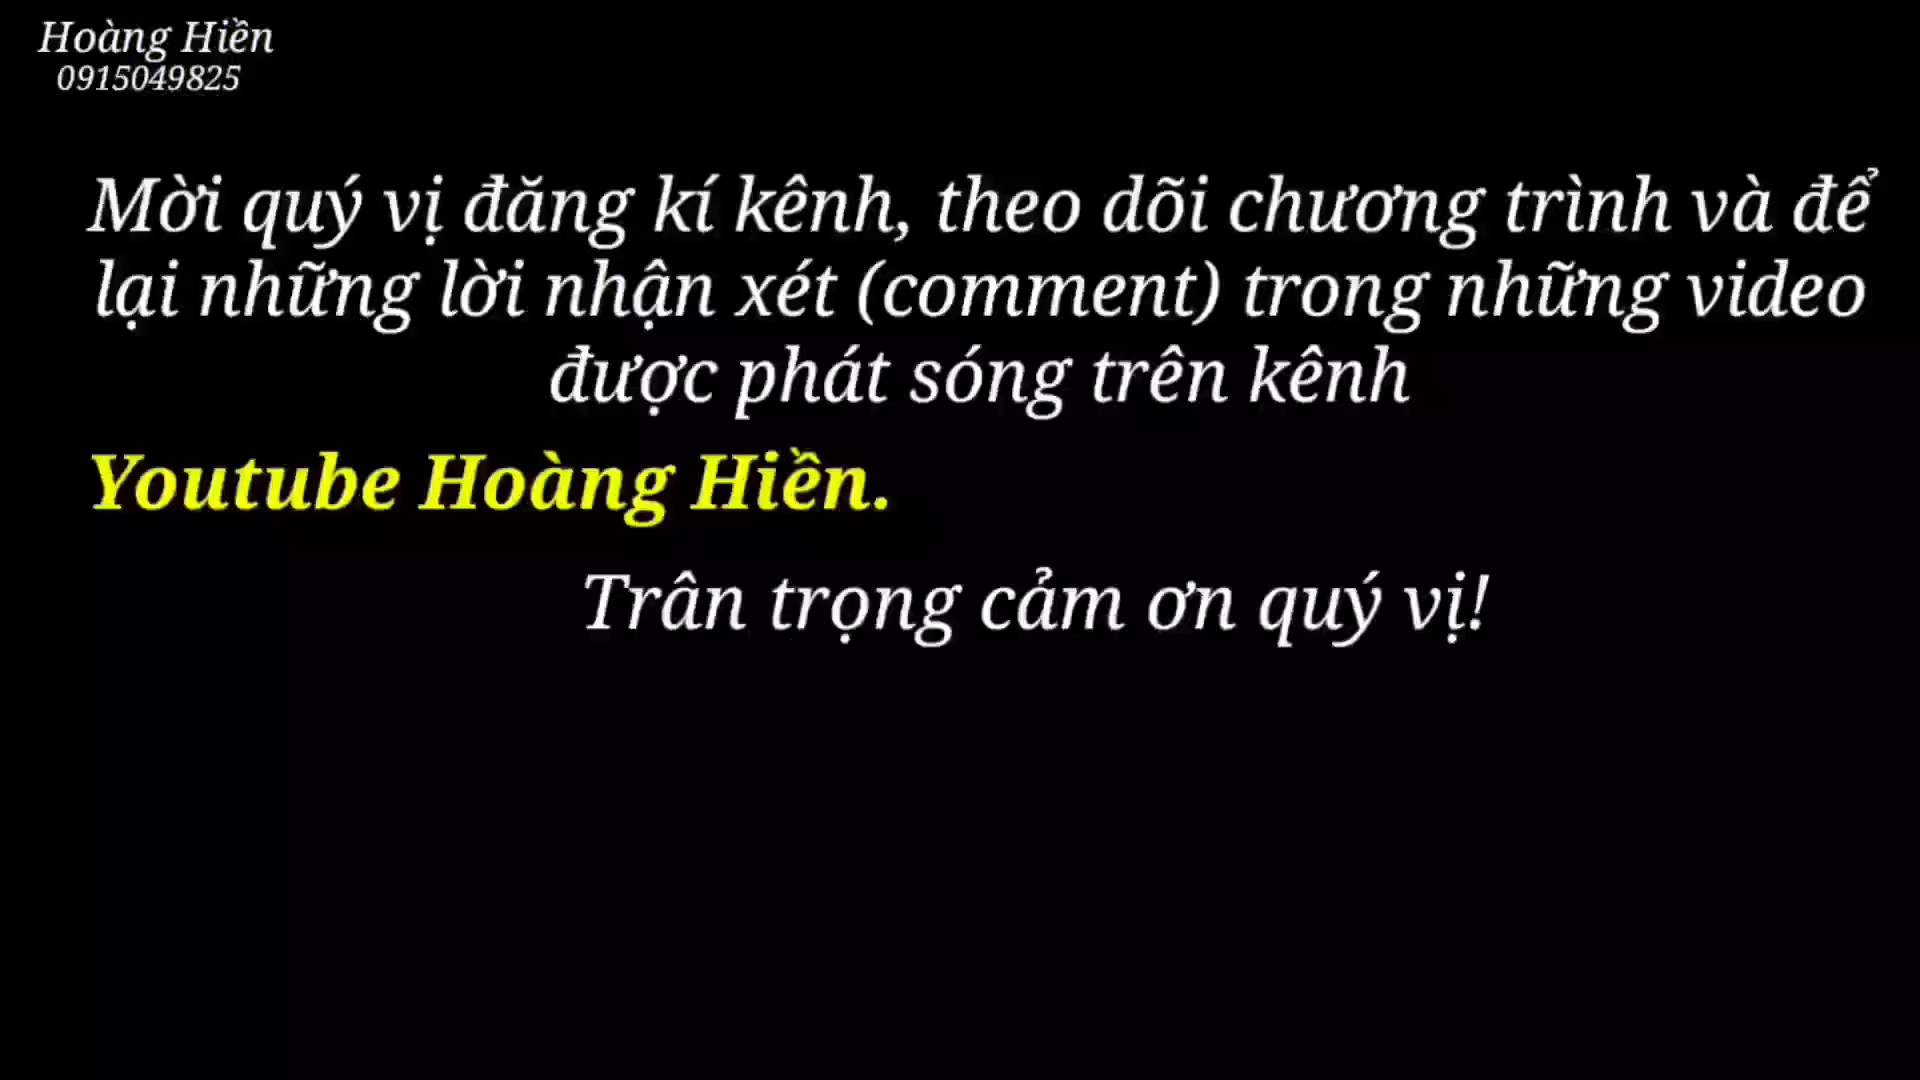 Hoàng Hiền
0915049825
Mời quý vị đăng kí kênh, theo dõi chương trình và để
lại những lời nhận xét (comment) trong những video
được phát sóng trên kênh
Youtube Hoàng Hiền.
Trân trọng cảm ơn quý vị!